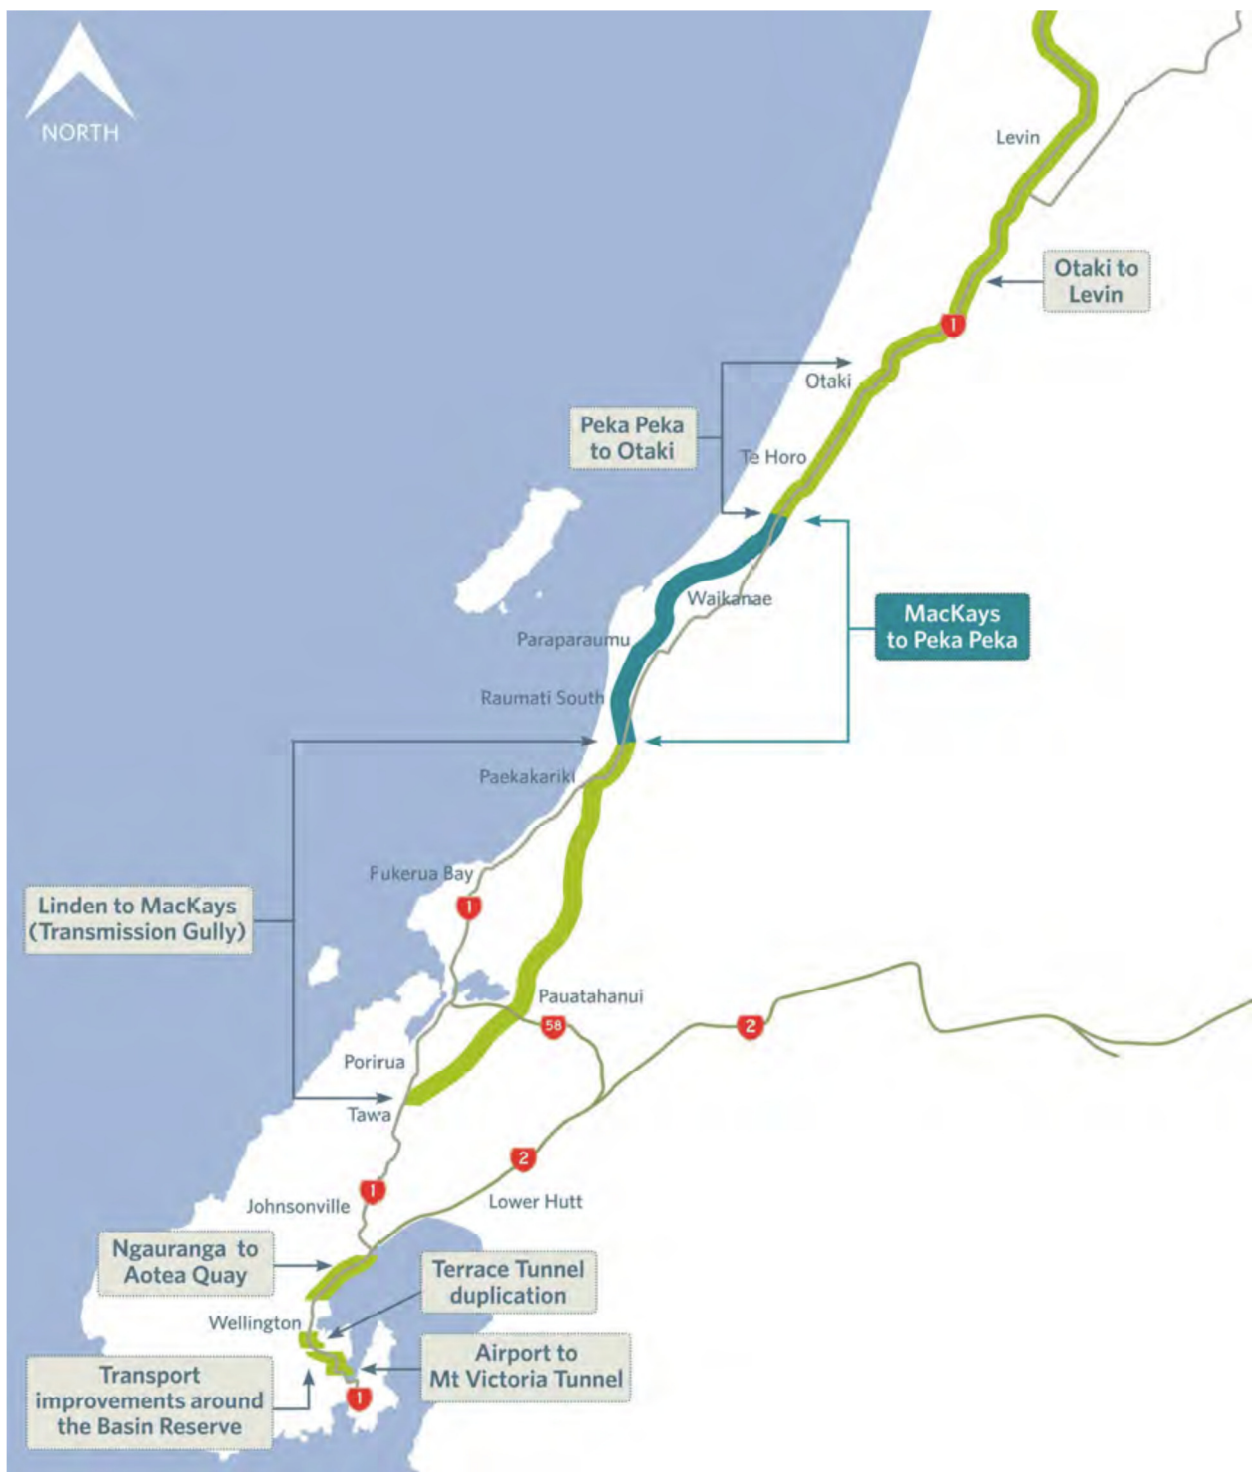 NORTH
Levin
Otaki to
Levin
1
Otaki
Peka Peka
to Otaki
Te Horo
Waikanae
MacKays
to Peka Peka
Paraparaumu
Raumati South
Paekakariki
Fukerua Bay
1
Linden to MacKays
(Transmission Gully)
Pauatahanui
58
2
Porirua
Tawa
2
1
Johnsonville
Lower Hutt
Ngauranga to
Aotea Quay
Terrace Tunnel
duplication
Wellington
Airport to
Mt Victoria Tunnel
Transport
improvements around
the Basin Reserve
1